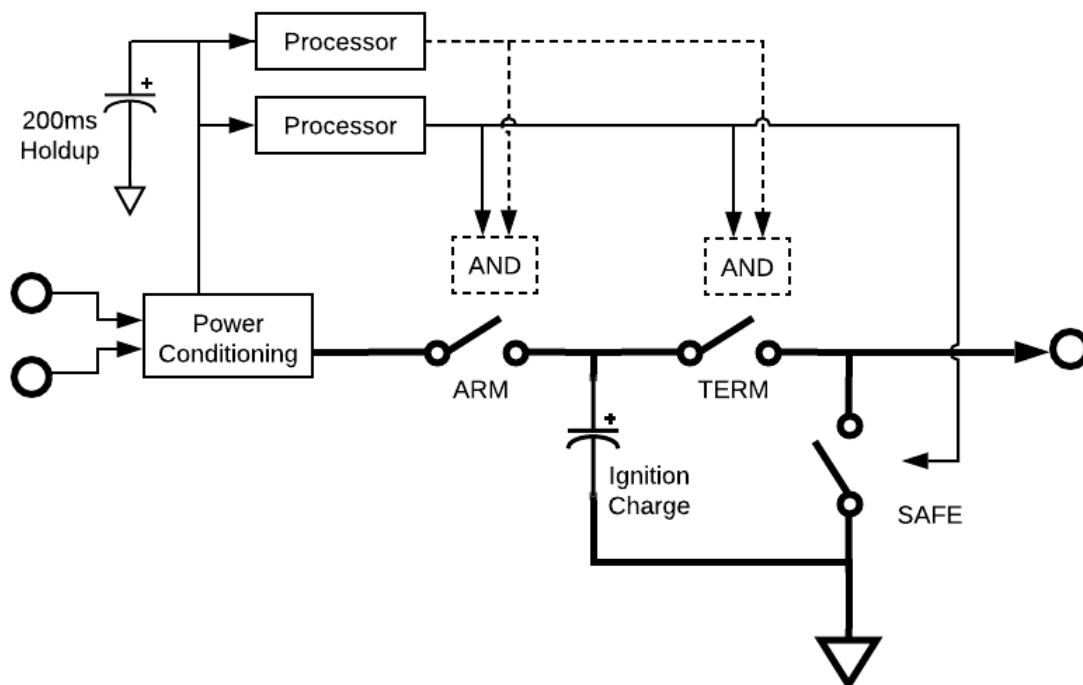 Processor
+
200ms
Holdup
Processor
AND
AND
Power
Conditioning
ARM
TERM
+
Ignition
Charge
SAFE